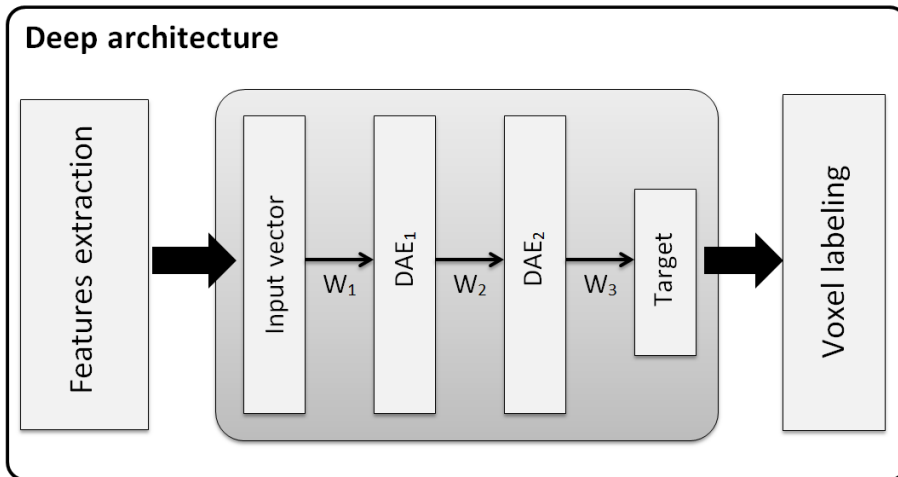 Deep architecture
Features extraction
Input vector
W₁
DAE₁
W₂
DAE₂
W₃
Target
Voxel labeling